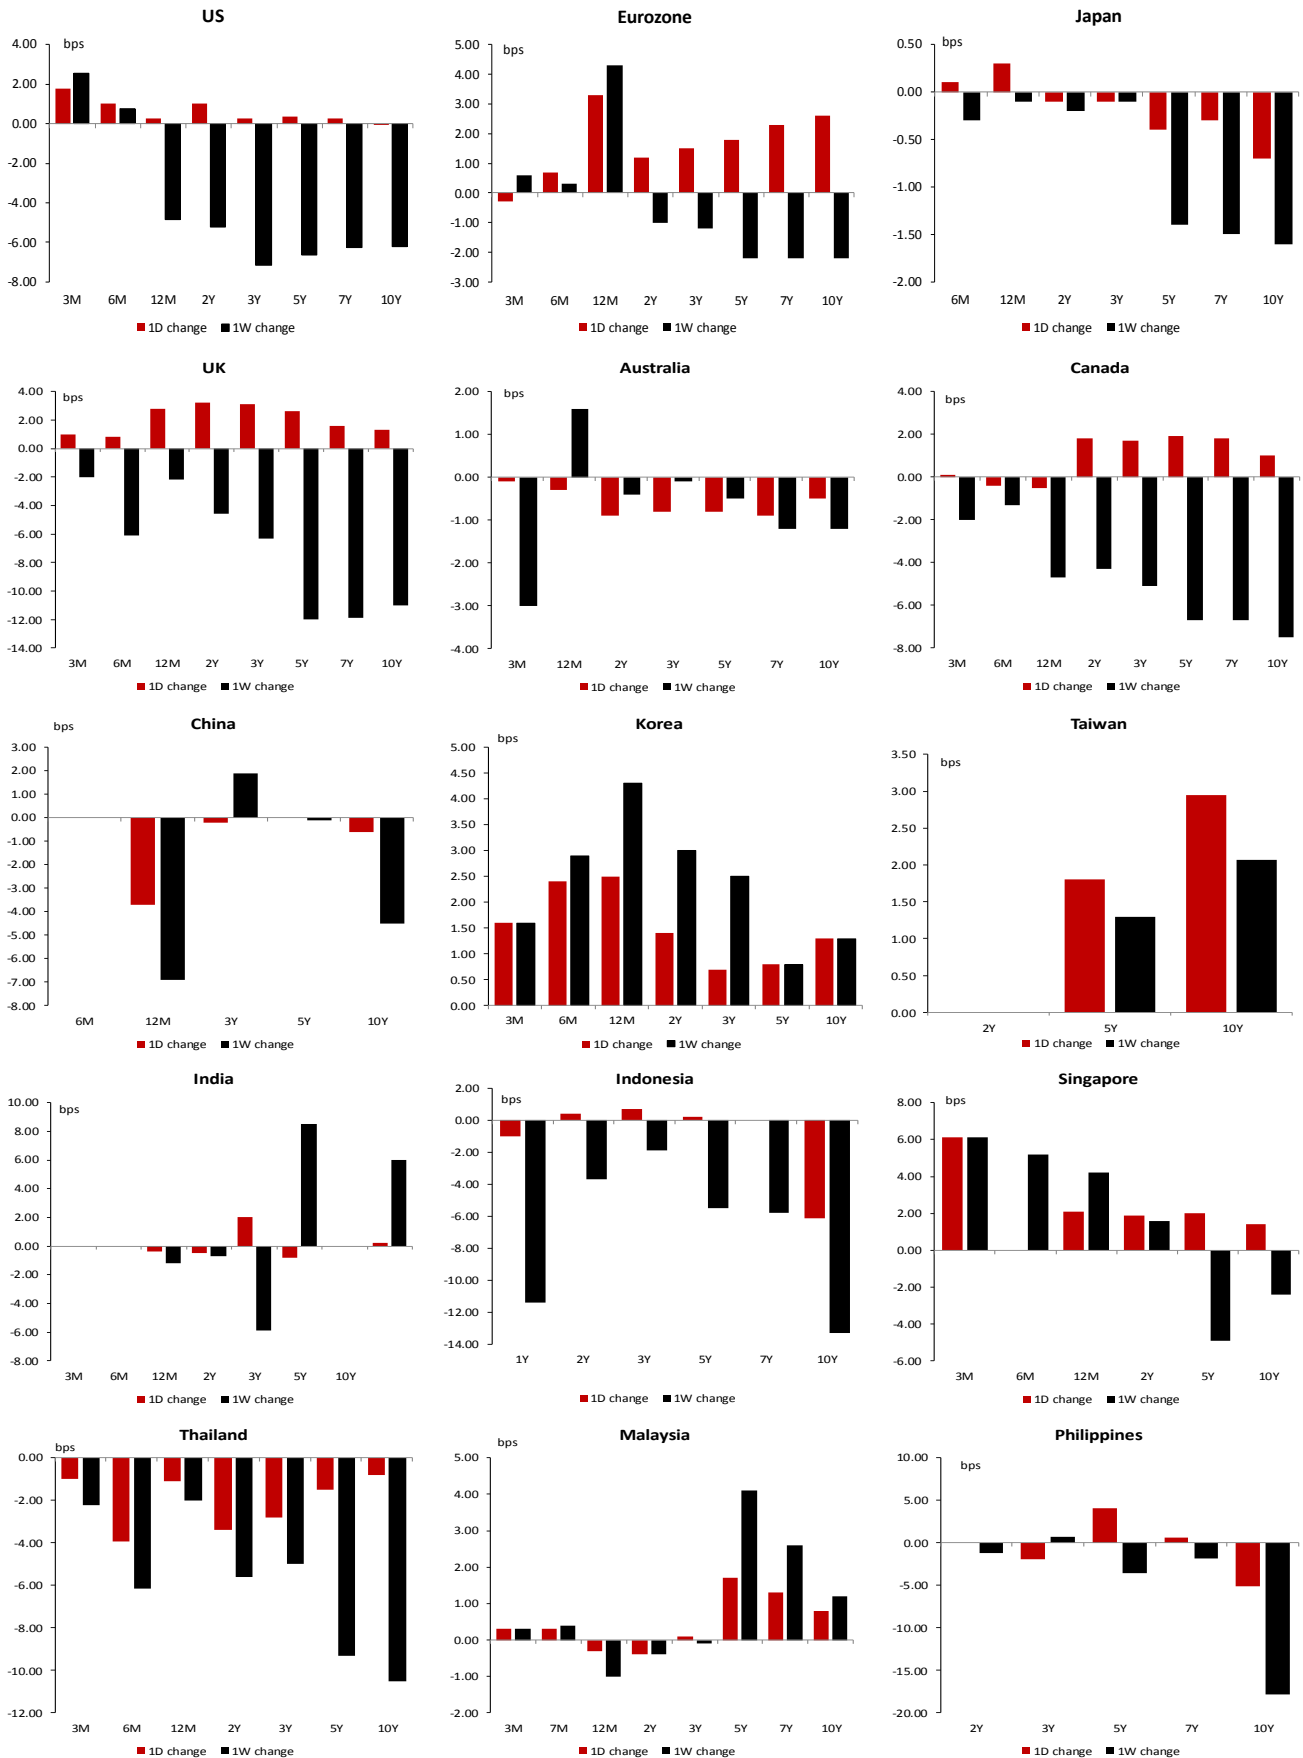 US
bps
4.00
2.00
0.00
-2.00
-4.00
-6.00
-8.00
3M 6M 12M 2Y 3Y 5Y 7Y 10Y
1D change 1W change
Eurozone
bps
5.00
4.00
3.00
2.00
1.00
0.00
-1.00
-2.00
-3.00
3M 6M 12M 2Y 3Y 5Y 7Y 10Y
1D change 1W change
Japan
bps
0.50
0.00
-0.50
-1.00
-1.50
-2.00
6M 12M 2Y 3Y 5Y 7Y 10Y
1D change 1W change
UK
bps
4.00
2.00
0.00
-2.00
-4.00
-6.00
-8.00
-10.00
-12.00
-14.00
3M 6M 12M 2Y 3Y 5Y 7Y 10Y
1D change 1W change
Australia
bps
2.00
1.00
0.00
-1.00
-2.00
-3.00
-4.00
3M 12M 2Y 3Y 5Y 7Y 10Y
1D change 1W change
Canada
bps
4.00
2.00
0.00
-2.00
-4.00
-6.00
-8.00
3M 6M 12M 2Y 3Y 5Y 7Y 10Y
1D change 1W change
China
bps
3.00
2.00
1.00
0.00
-1.00
-2.00
-3.00
-4.00
-5.00
-6.00
-7.00
-8.00
6M 12M 3Y 5Y 10Y
1D change 1W change
Korea
bps
5.00
4.50
4.00
3.50
3.00
2.50
2.00
1.50
1.00
0.50
0.00
3M 6M 12M 2Y 3Y 5Y 10Y
1D change 1W change
Taiwan
bps
3.50
3.00
2.50
2.00
1.50
1.00
0.50
0.00
2Y 5Y 10Y
1D change 1W change
India
bps
10.00
8.00
6.00
4.00
2.00
0.00
-2.00
-4.00
-6.00
-8.00
3M 6M 12M 2Y 3Y 5Y 10Y
1D change 1W change
Indonesia
bps
2.00
0.00
-2.00
-4.00
-6.00
-8.00
-10.00
-12.00
-14.00
1Y 2Y 3Y 5Y 7Y 10Y
1D change 1W change
Singapore
bps
8.00
6.00
4.00
2.00
0.00
-2.00
-4.00
-6.00
3M 6M 12M 2Y 5Y 10Y
1D change 1W change
Thailand
bps
0.00
-2.00
-4.00
-6.00
-8.00
-10.00
-12.00
3M 6M 12M 2Y 3Y 5Y 10Y
1D change 1W change
Malaysia
bps
5.00
4.00
3.00
2.00
1.00
0.00
-1.00
-2.00
3M 7M 12M 2Y 3Y 5Y 7Y 10Y
1D change 1W change
Philippines
bps
10.00
5.00
0.00
-5.00
-10.00
-15.00
-20.00
2Y 3Y 5Y 7Y 10Y
1D change 1W change